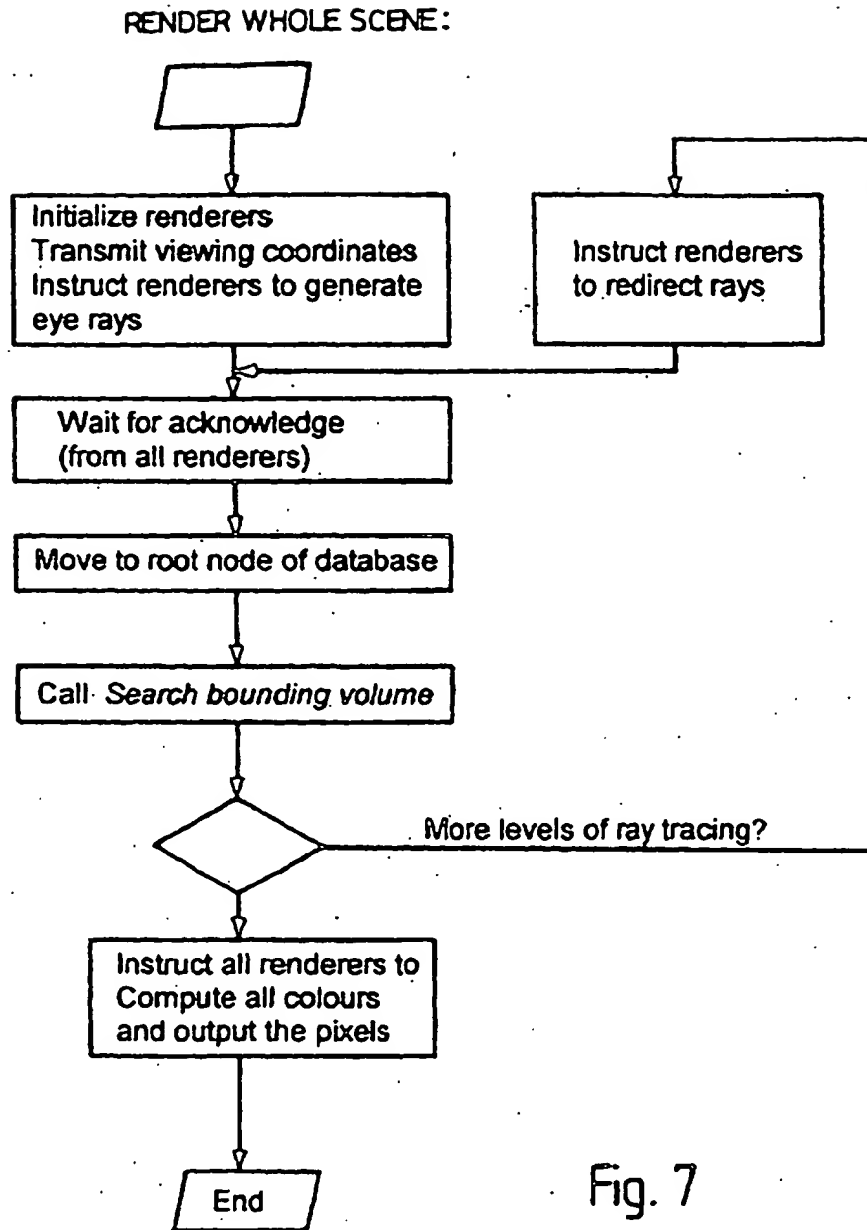 RENDER WHOLE SCENE:
Initialize renderers
Transmit viewing coordinates
Instruct renderers to generate
eye rays
Instruct renderers
to redirect rays
Wait for acknowledge
(from all renderers)
Move to root node of database
Call Search bounding volume
More levels of ray tracing?
Instruct all renderers to
Compute all colours
and output the pixels
End
Fig. 7